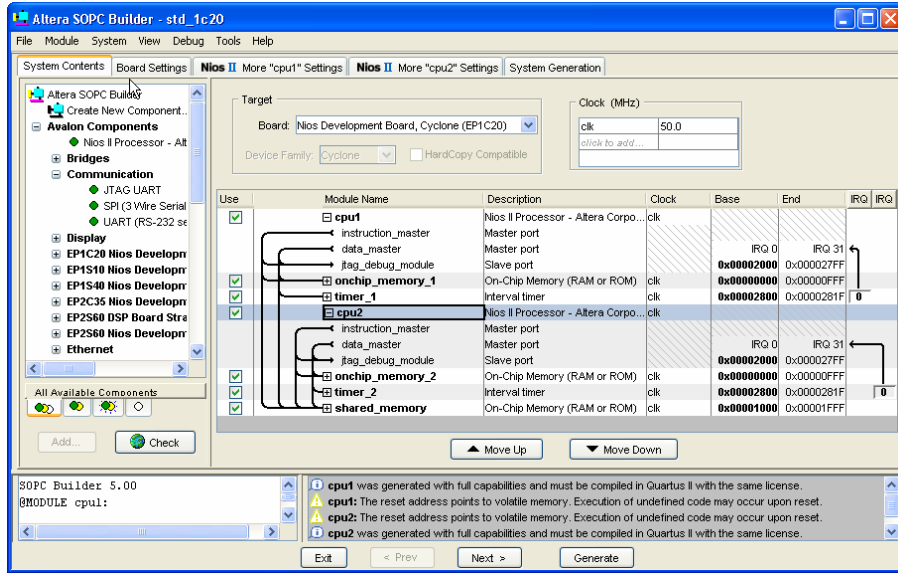 Altera SOPC Builder - std_1c20
File Module System View Debug Tools Help
System Contents Board Settings Nios II More "cpu1" Settings Nios II More "cpu2" Settings System Generation
Altera SOPC Builder
Create New Component..
Avalon Components
Nios II Processor - Alt
Bridges
Communication
JTAG UART
SPI (3 Wire Serial
UART (RS-232 se
Display
EP1C20 Nios Developm
EP1S10 Nios Developm
EP1S40 Nios Developm
EP2C35 Nios Developm
EP2S60 DSP Board Stra
EP2S60 Nios Developm
Ethernet
All Available Components
Add... Check
Target
Board: Nios Development Board, Cyclone (EP1C20)
Device Family: Cyclone HardCopy Compatible
Clock (MHz)
clk 50.0
click to add...
Use Module Name Description Clock Base End IRQ IRQ
cpu1 Nios II Processor - Altera Corpo... clk
instruction_master Master port
data_master Master port IRQ 0 IRQ 31
jtag_debug_module Slave port 0x00002000 0x000027FF
onchip_memory_1 On-Chip Memory (RAM or ROM) clk 0x00000000 0x00000FFF
timer_1 Interval timer clk 0x00002800 0x0000281F 0
cpu2 Nios II Processor - Altera Corpo... clk
instruction_master Master port
data_master Master port IRQ 0 IRQ 31
jtag_debug_module Slave port 0x00002000 0x000027FF
onchip_memory_2 On-Chip Memory (RAM or ROM) clk 0x00000000 0x00000FFF
timer_2 Interval timer clk 0x00002800 0x0000281F 0
shared_memory On-Chip Memory (RAM or ROM) clk 0x00001000 0x00001FFF
Move Up Move Down
SOPC Builder 5.00
@MODULE cpu1:
cpu1 was generated with full capabilities and must be compiled in Quartus II with the same license.
cpu1: The reset address points to volatile memory. Execution of undefined code may occur upon reset.
cpu2: The reset address points to volatile memory. Execution of undefined code may occur upon reset.
cpu2 was generated with full capabilities and must be compiled in Quartus II with the same license.
Exit < Prev Next > Generate